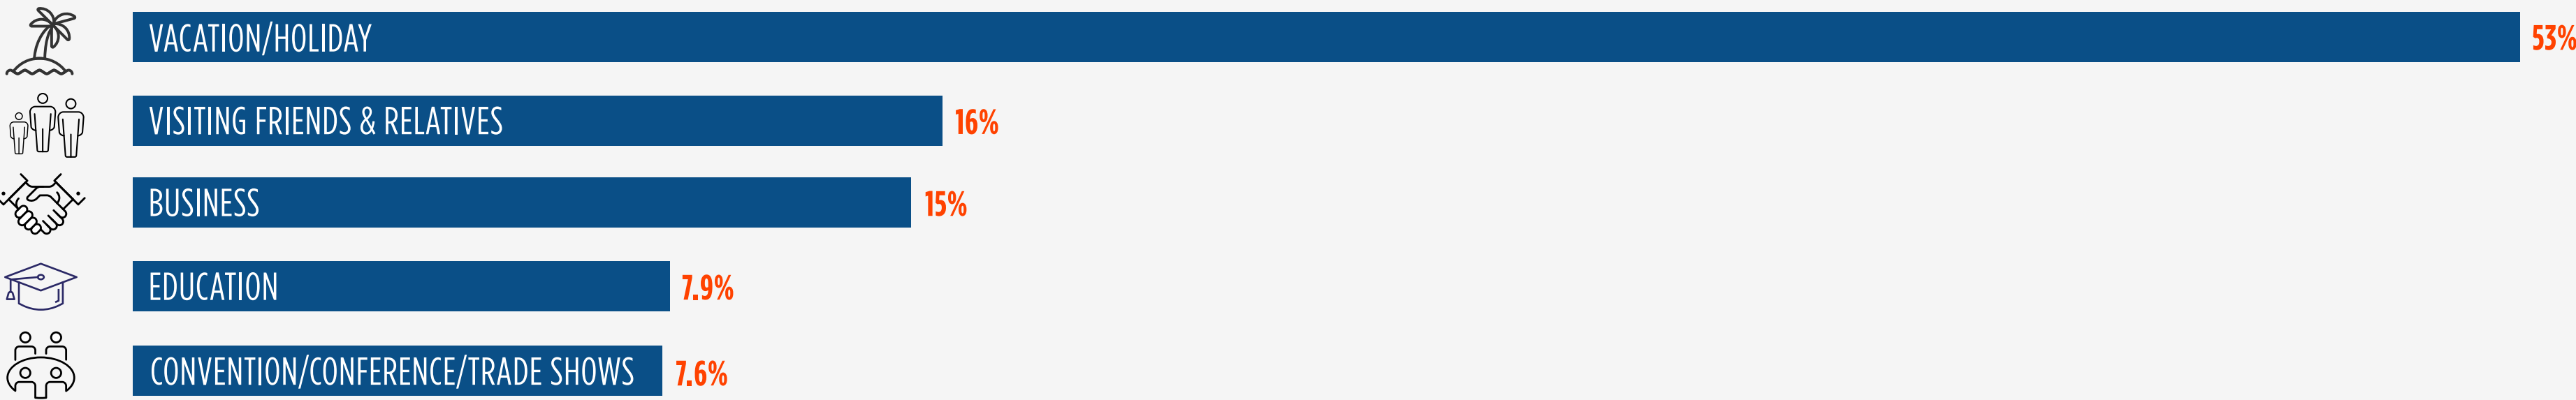 VACATION/HOLIDAY 53%
VISITING FRIENDS & RELATIVES 16%
BUSINESS 15%
EDUCATION 7.9%
CONVENTION/CONFERENCE/TRADE SHOWS 7.6%